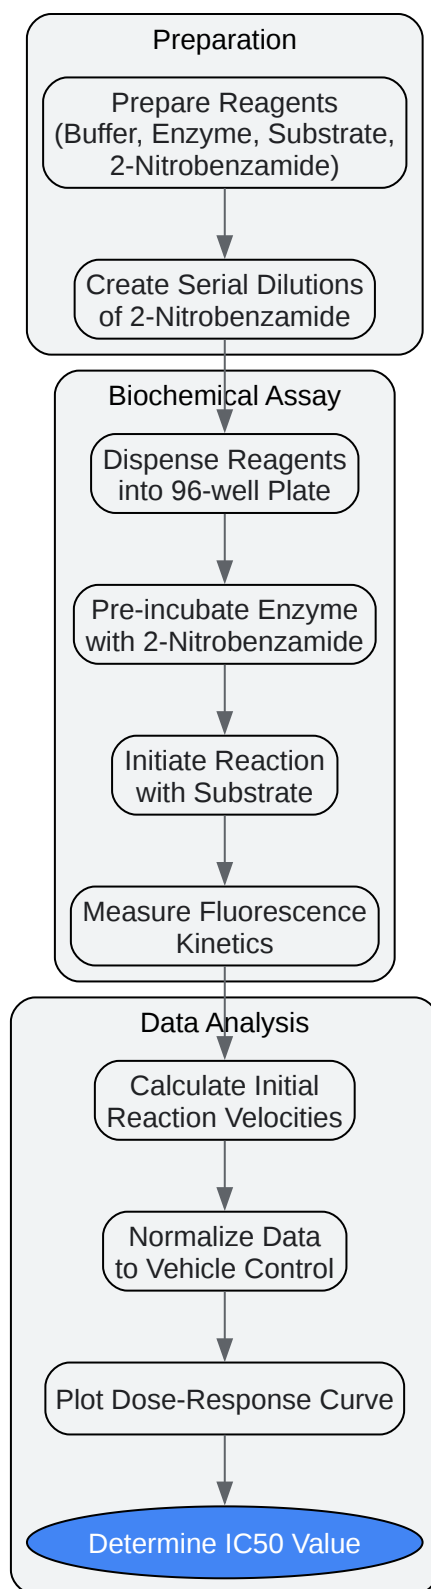 Preparation
Prepare Reagents
(Buffer, Enzyme, Substrate,
2-Nitrobenzamide)
Create Serial Dilutions
of 2-Nitrobenzamide
Biochemical Assay
Dispense Reagents
into 96-well Plate
Pre-incubate Enzyme
with 2-Nitrobenzamide
Initiate Reaction
with Substrate
Measure Fluorescence
Kinetics
Data Analysis
Calculate Initial
Reaction Velocities
Normalize Data
to Vehicle Control
Plot Dose-Response Curve
Determine IC50 Value